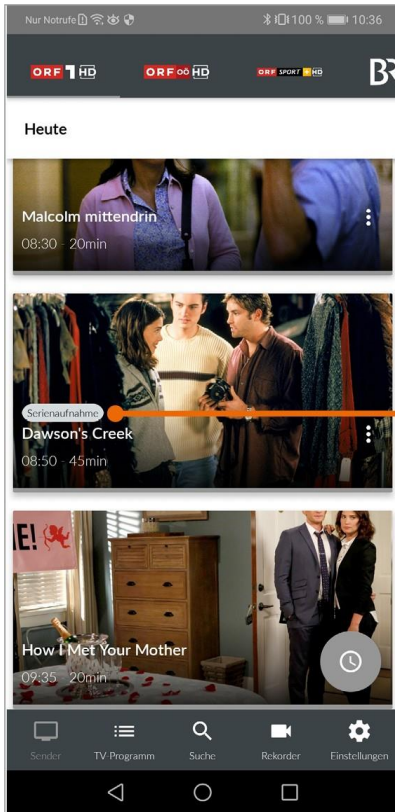 Nur Notrufe
100 % 10:36
ORF 1 HD
ORF OÖ HD
ORF SPORT + HD
BR
Heute
Malcolm mittendrin
08:30 - 20min
Serienaufnahme
Dawson's Creek
08:50 - 45min
E!
How I Met Your Mother
09:35 - 20min
Sender
TV-Programm
Suche
Rekorder
Einstellungen